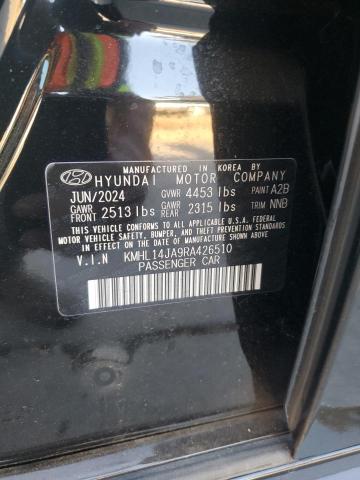 MANUFACTURED IN KOREA
HYUNDAI MOTOR COMPANY
JUN/2024 GVWR 4453 lbs PAINT A2B
GAWR FRONT 2513 lbs GAWR REAR 2315 lbs TRIM NNB
THIS VEHICLE CONFORMS TO ALL APPLICABLE U.S.A. FEDERAL
MOTOR VEHICLE SAFETY, BUMPER, AND THEFT PREVENTION
STANDARDS IN EFFECT ON THE DATE OF MANUFACTURE SHOWN ABOVE.
V.I.N KMHL14JA9RA426510
PASSENGER CAR